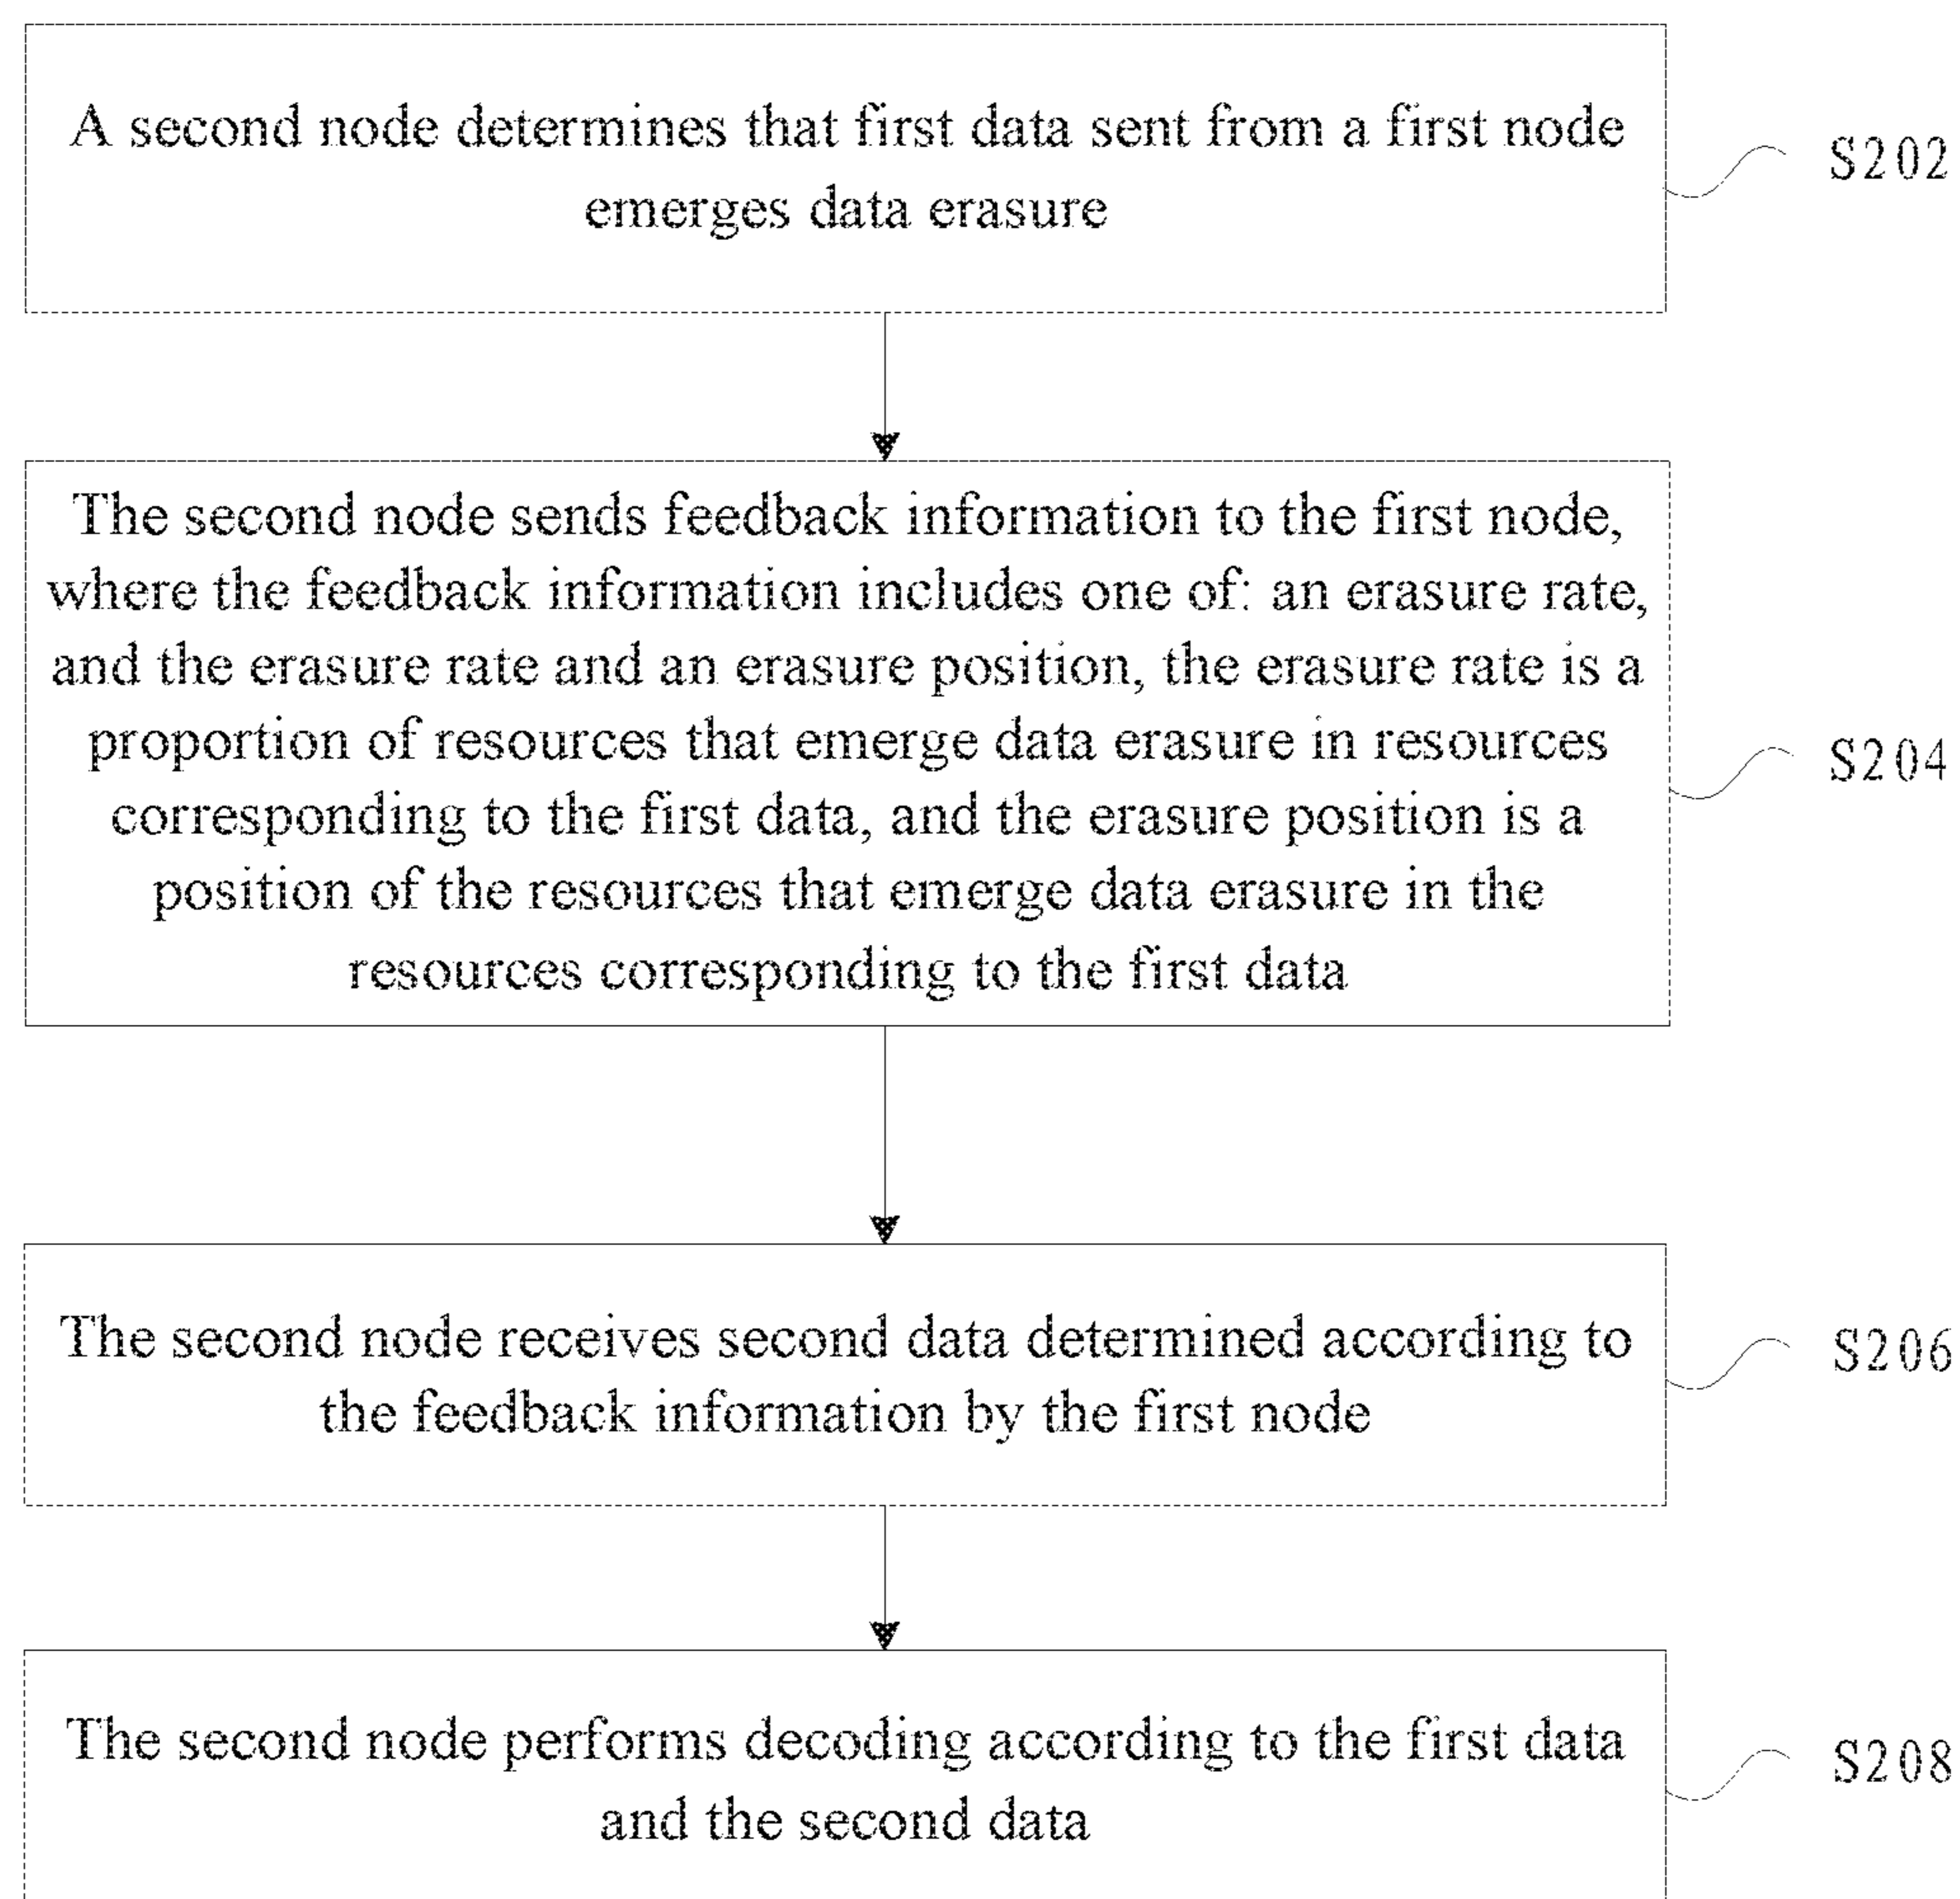 A second node determines that first data sent from a first node
emerges data erasure
S202
The second node sends feedback information to the first node,
where the feedback information includes one of: an erasure rate,
and the erasure rate and an erasure position, the erasure rate is a
proportion of resources that emerge data erasure in resources
corresponding to the first data, and the erasure position is a
position of the resources that emerge data erasure in the
resources corresponding to the first data
S204
The second node receives second data determined according to
the feedback information by the first node
S206
The second node performs decoding according to the first data
and the second data
S208